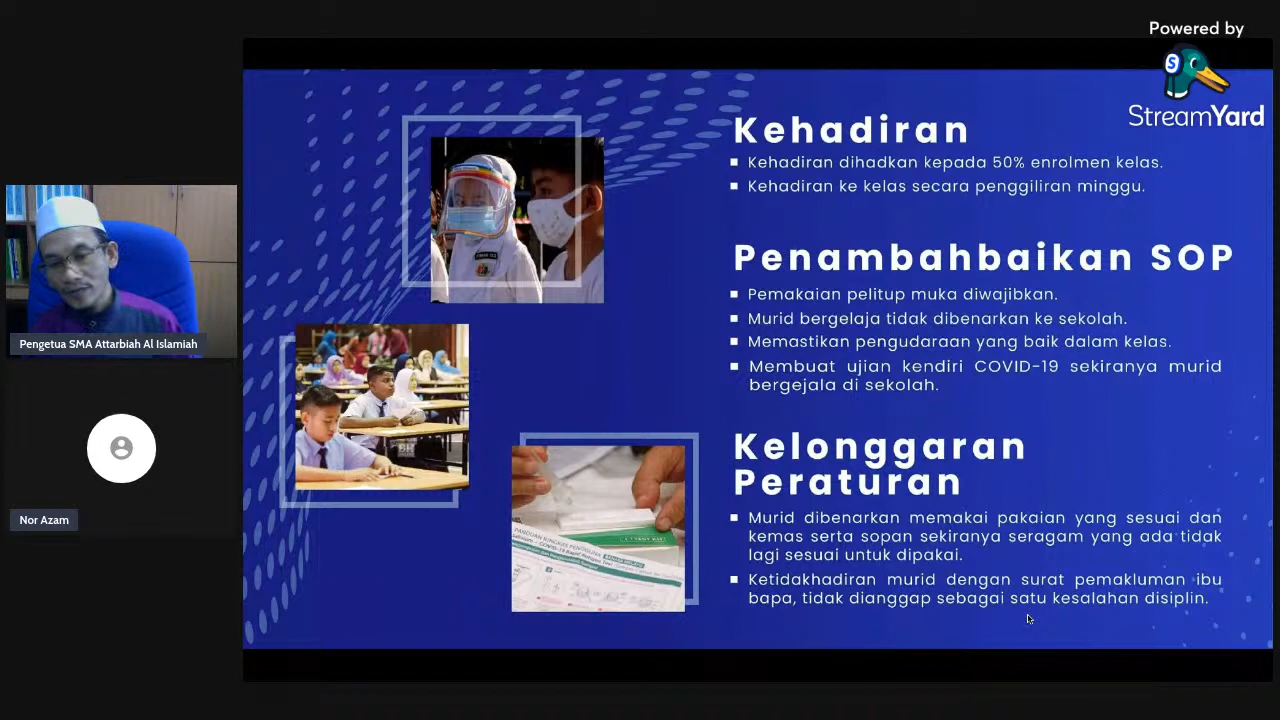 Powered by
S
StreamYard
Kehadiran
Kehadiran dihadkan kepada 50% enrolmen kelas.
Kehadiran ke kelas secara penggiliran minggu.
Penambahbaikan SOP
Pemakaian pelitup muka diwajibkan.
Murid bergelaja tidak dibenarkan ke sekolah.
Memastikan pengudaraan yang baik dalam kelas.
Membuat ujian kendiri COVID-19 sekiranya murid
bergejala di sekolah.
Kelonggaran
Peraturan
Murid dibenarkan memakai pakaian yang sesuai dan
kemas serta sopan sekiranya seragam yang ada tidak
lagi sesuai untuk dipakai.
Ketidakhadiran murid dengan surat pemakluman ibu
bapa, tidak dianggap sebagai satu kesalahan disiplin.
Pengetua SMA Attarbiah Al Islamiah
Nor Azam
BH
PANDUAN RINGKAS PENGGUNA